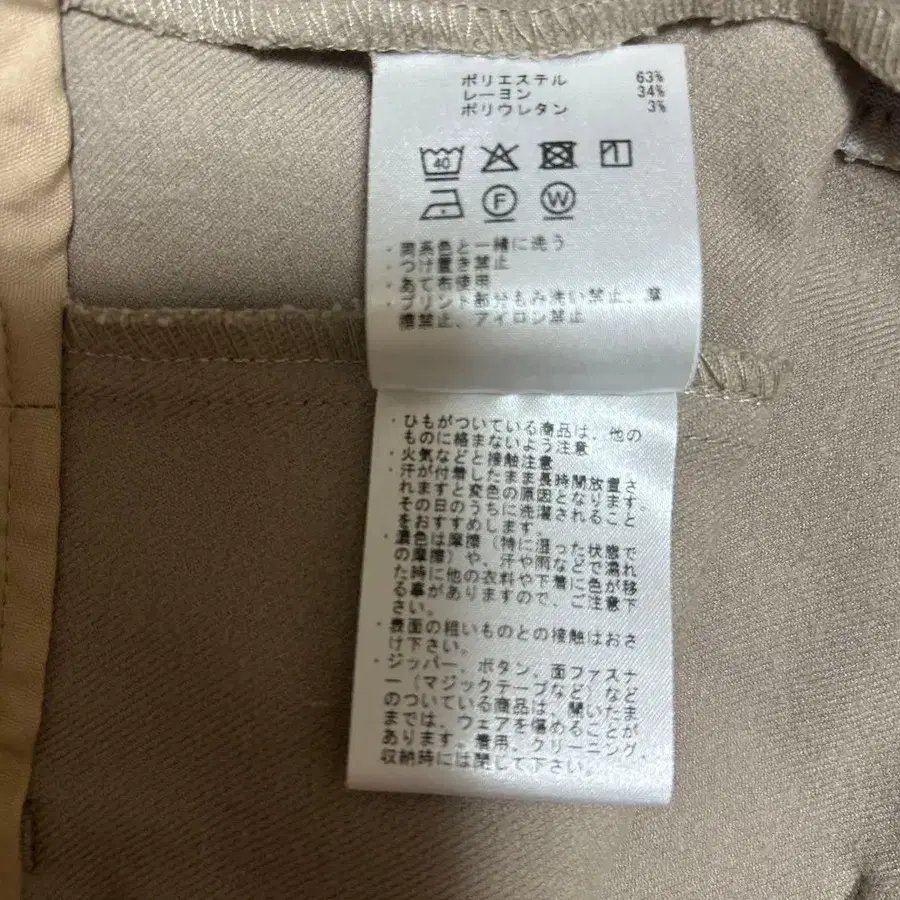 ポリエステル 63%
レーヨン 34%
ポリウレタン 3%
40
F
W
・同系色と一緒に洗う
・つけ置き禁止
・あて布使用
・プリント部分もみ洗い禁止、摩
擦禁止、アイロン禁止
・ひもがついている商品は、他の
ものに絡まないよう注意
・火気などと接触注意
・汗が付着したまま長時間放置さ
れますと変色の原因となります。
その日のうちに洗濯されること
をおすすめします。
・濃色は摩擦（特に湿った状態で
の摩擦）や、汗や雨などで濡れ
た時に他の衣料や下着に色が移
る事がありますので、ご注意下
さい。
・表面の粗いものとの接触はおさ
け下さい。
・ジッパー、ボタン、面ファスナ
ー（マジックテープなど）など
のついている商品は、開いたま
までは、ウェアを傷めることが
あります。着用、クリーニング、
収納時には閉じて下さい。